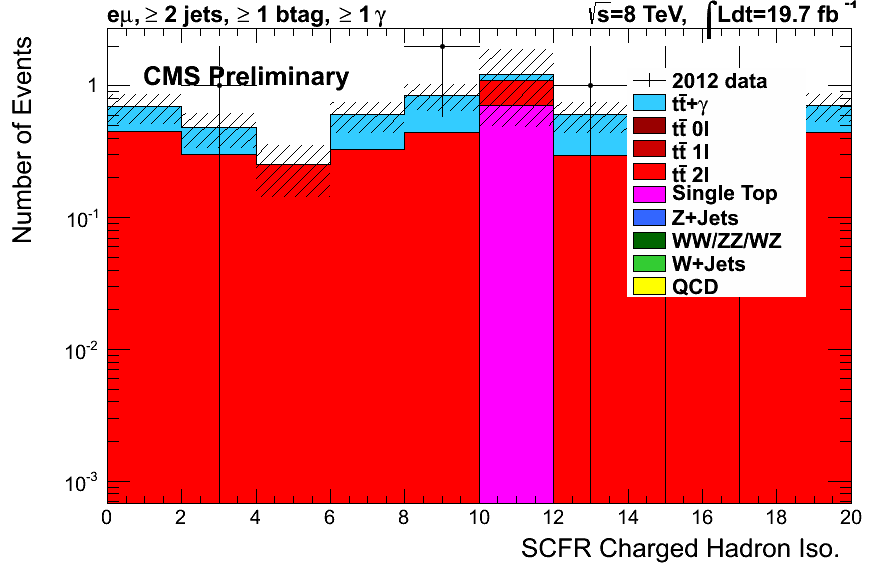 eμ, ≥ 2 jets, ≥ 1 btag, ≥ 1 γ
√s=8 TeV, ∫Ldt=19.7 fb⁻¹
CMS Preliminary
Number of Events
1
10⁻¹
10⁻²
10⁻³
2012 data
tt̄+γ
tt̄ 0l
tt̄ 1l
tt̄ 2l
Single Top
Z+Jets
WW/ZZ/WZ
W+Jets
QCD
0 2 4 6 8 10 12 14 16 18 20
SCFR Charged Hadron Iso.